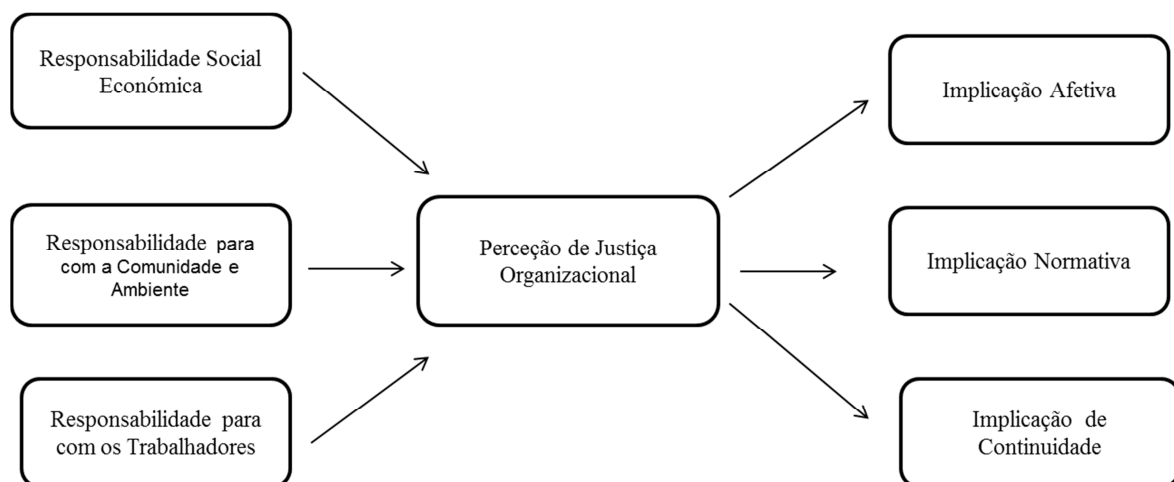 Responsabilidade Social
Económica
Responsabilidade para
com a Comunidade e
Ambiente
Responsabilidade para
com os Trabalhadores
Perceção de Justiça
Organizacional
Implicação Afetiva
Implicação Normativa
Implicação de
Continuidade